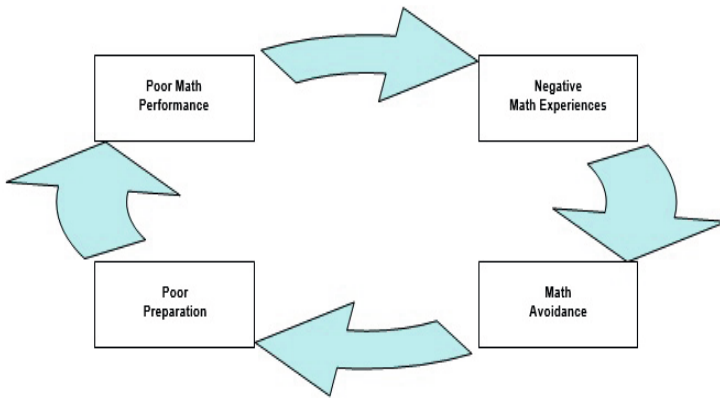 Poor Math
Performance
Negative
Math Experiences
Math
Avoidance
Poor
Preparation